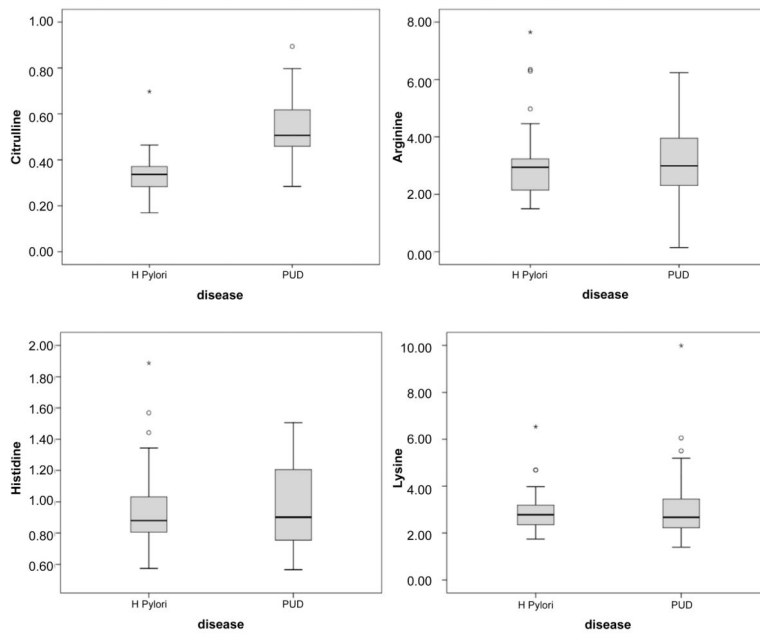 1.00
0.80
0.60
0.40
0.20
0.00
Citrulline
H Pylori PUD
disease
8.00
6.00
4.00
2.00
0.00
Arginine
H Pylori PUD
disease
2.00
1.80
1.60
1.40
1.20
1.00
0.80
0.60
Histidine
H Pylori PUD
disease
10.00
8.00
6.00
4.00
2.00
0.00
Lysine
H Pylori PUD
disease